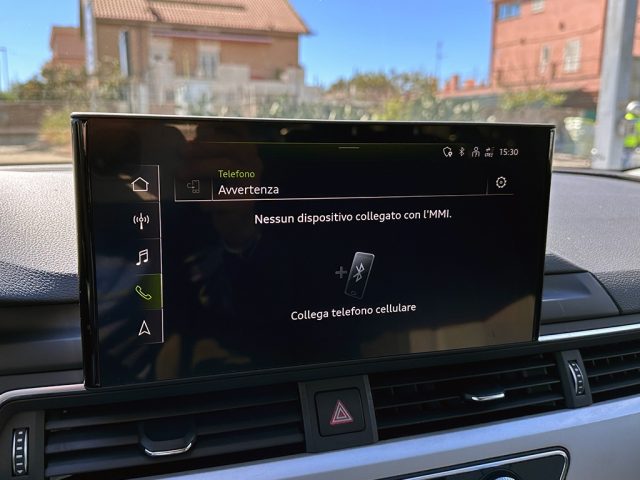 15:30
Telefono
Avvertenza
Nessun dispositivo collegato con l'MMI.
Collega telefono cellulare